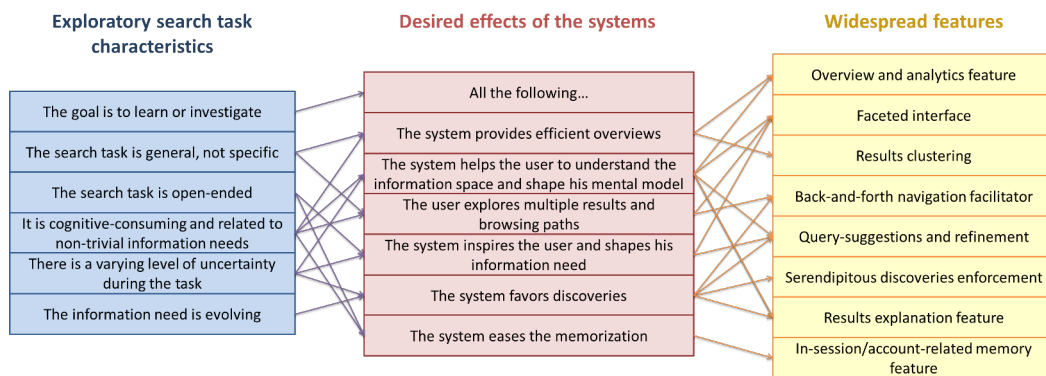 Exploratory search task
characteristics
The goal is to learn or investigate
The search task is general, not specific
The search task is open-ended
It is cognitive-consuming and related to
non-trivial information needs
There is a varying level of uncertainty
during the task
The information need is evolving
Desired effects of the systems
All the following...
The system provides efficient overviews
The system helps the user to understand the
information space and shape his mental model
The user explores multiple results and
browsing paths
The system inspires the user and shapes his
information need
The system favors discoveries
The system eases the memorization
Widespread features
Overview and analytics feature
Faceted interface
Results clustering
Back-and-forth navigation facilitator
Query-suggestions and refinement
Serendipitous discoveries enforcement
Results explanation feature
In-session/account-related memory
feature